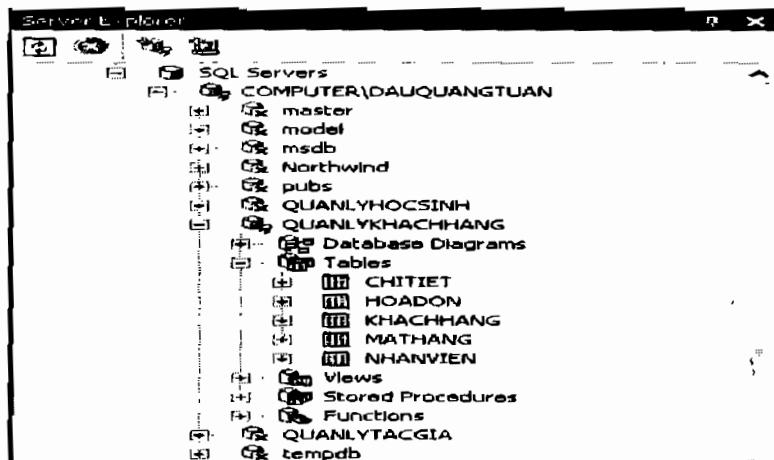 Server Explorer
SQL Servers
COMPUTER\DAUQUANGTUAN
master
model
msdb
Northwind
pubs
QUANLYHOCSINH
QUANLYKHACHHANG
Database Diagrams
Tables
CHITIET
HOADON
KHACHHANG
MATHANG
NHANVIEN
Views
Stored Procedures
Functions
QUANLYTACGIA
tempdb